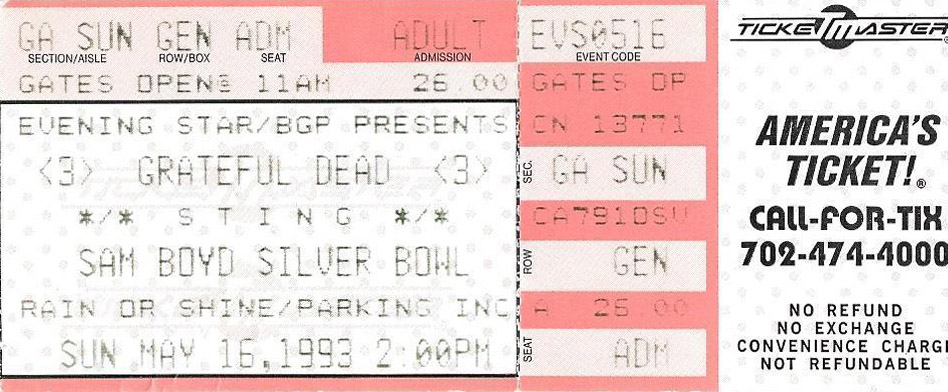 GA SUN GEN ADM ADULT
SECTION/AISLE ROW/BOX SEAT ADMISSION
GATES OPEN@ 11AM 26.00
EVENING STAR/BGP PRESENTS
<3> GRATEFUL DEAD <3>
*/* S T I N G */*
SAM BOYD SILVER BOWL
RAIN OR SHINE/PARKING INC
SUN MAY 16,1993 2:00PM
EVS0516
EVENT CODE
GATES OP
CN 13771
SEC. GA SUN
CA7910SU
ROW GEN
A 26.00
SEAT ADM
TICKETMASTER®
AMERICA'S
TICKET!®
CALL-FOR-TIX
702-474-4000
NO REFUND
NO EXCHANGE
CONVENIENCE CHARGE
NOT REFUNDABLE